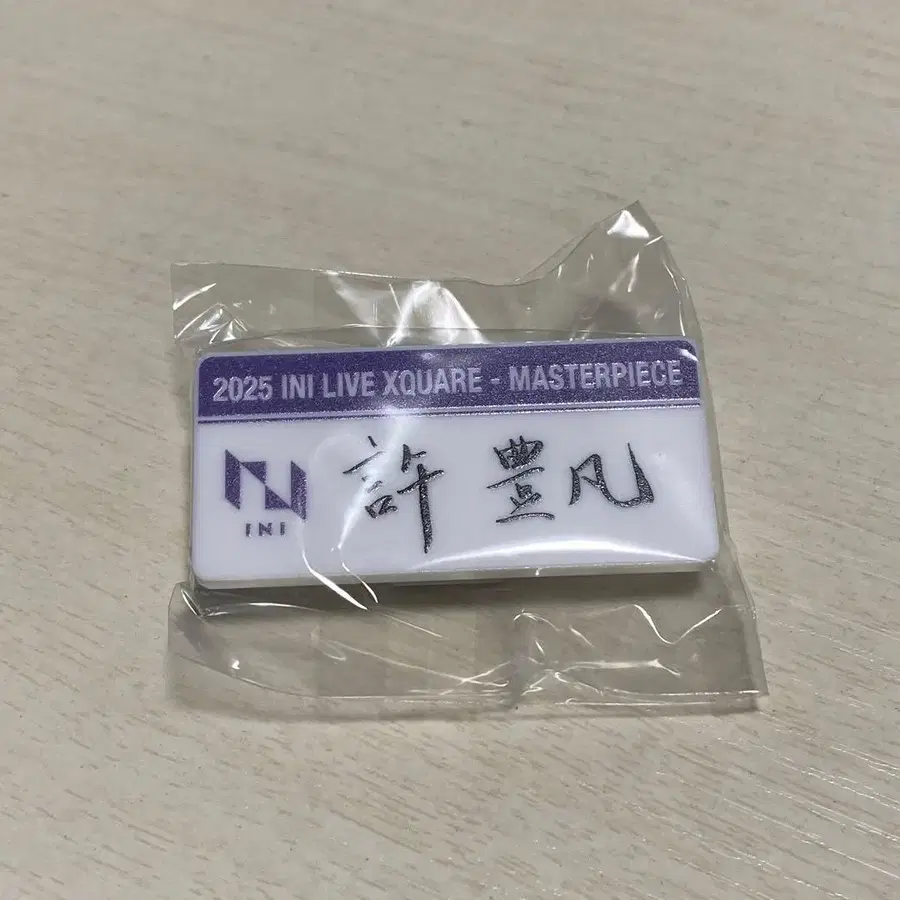 2025 INI LIVE XQUARE - MASTERPIECE
INI
許 豊凡